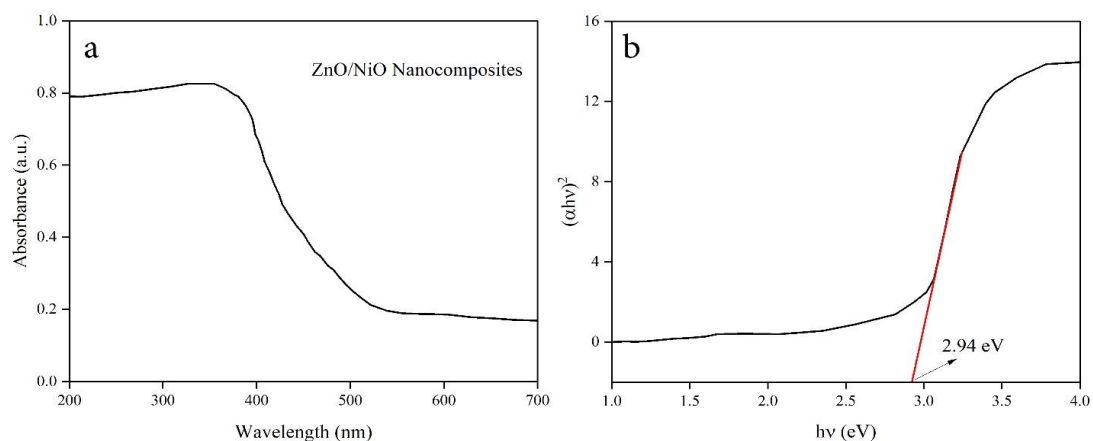 a
ZnO/NiO Nanocomposites
Absorbance (a.u.)
1.0
0.8
0.6
0.4
0.2
0.0
200 300 400 500 600 700
Wavelength (nm)
b
(αhν)²
16
12
8
4
0
2.94 eV
1.0 1.5 2.0 2.5 3.0 3.5 4.0
hν (eV)